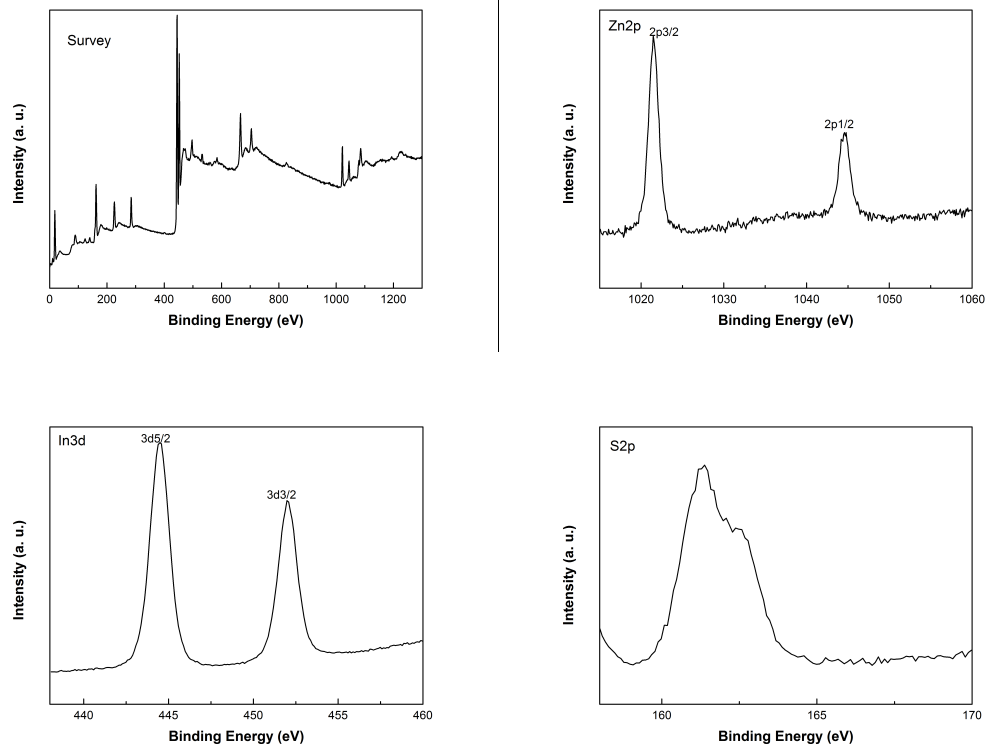 Survey
Intensity (a. u.)
0 200 400 600 800 1000 1200
Binding Energy (eV)
Zn2p
2p3/2
2p1/2
Intensity (a. u.)
1020 1030 1040 1050 1060
Binding Energy (eV)
In3d
3d5/2
3d3/2
Intensity (a. u.)
440 445 450 455 460
Binding Energy (eV)
S2p
Intensity (a. u.)
160 165 170
Binding Energy (eV)